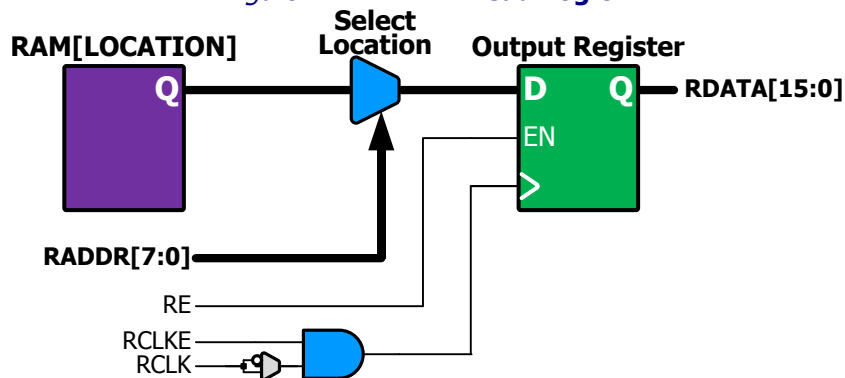 Select
RAM[LOCATION] Location Output Register
Q D Q RDATA[15:0]
EN
RADDR[7:0]
RE
RCLKE
RCLK